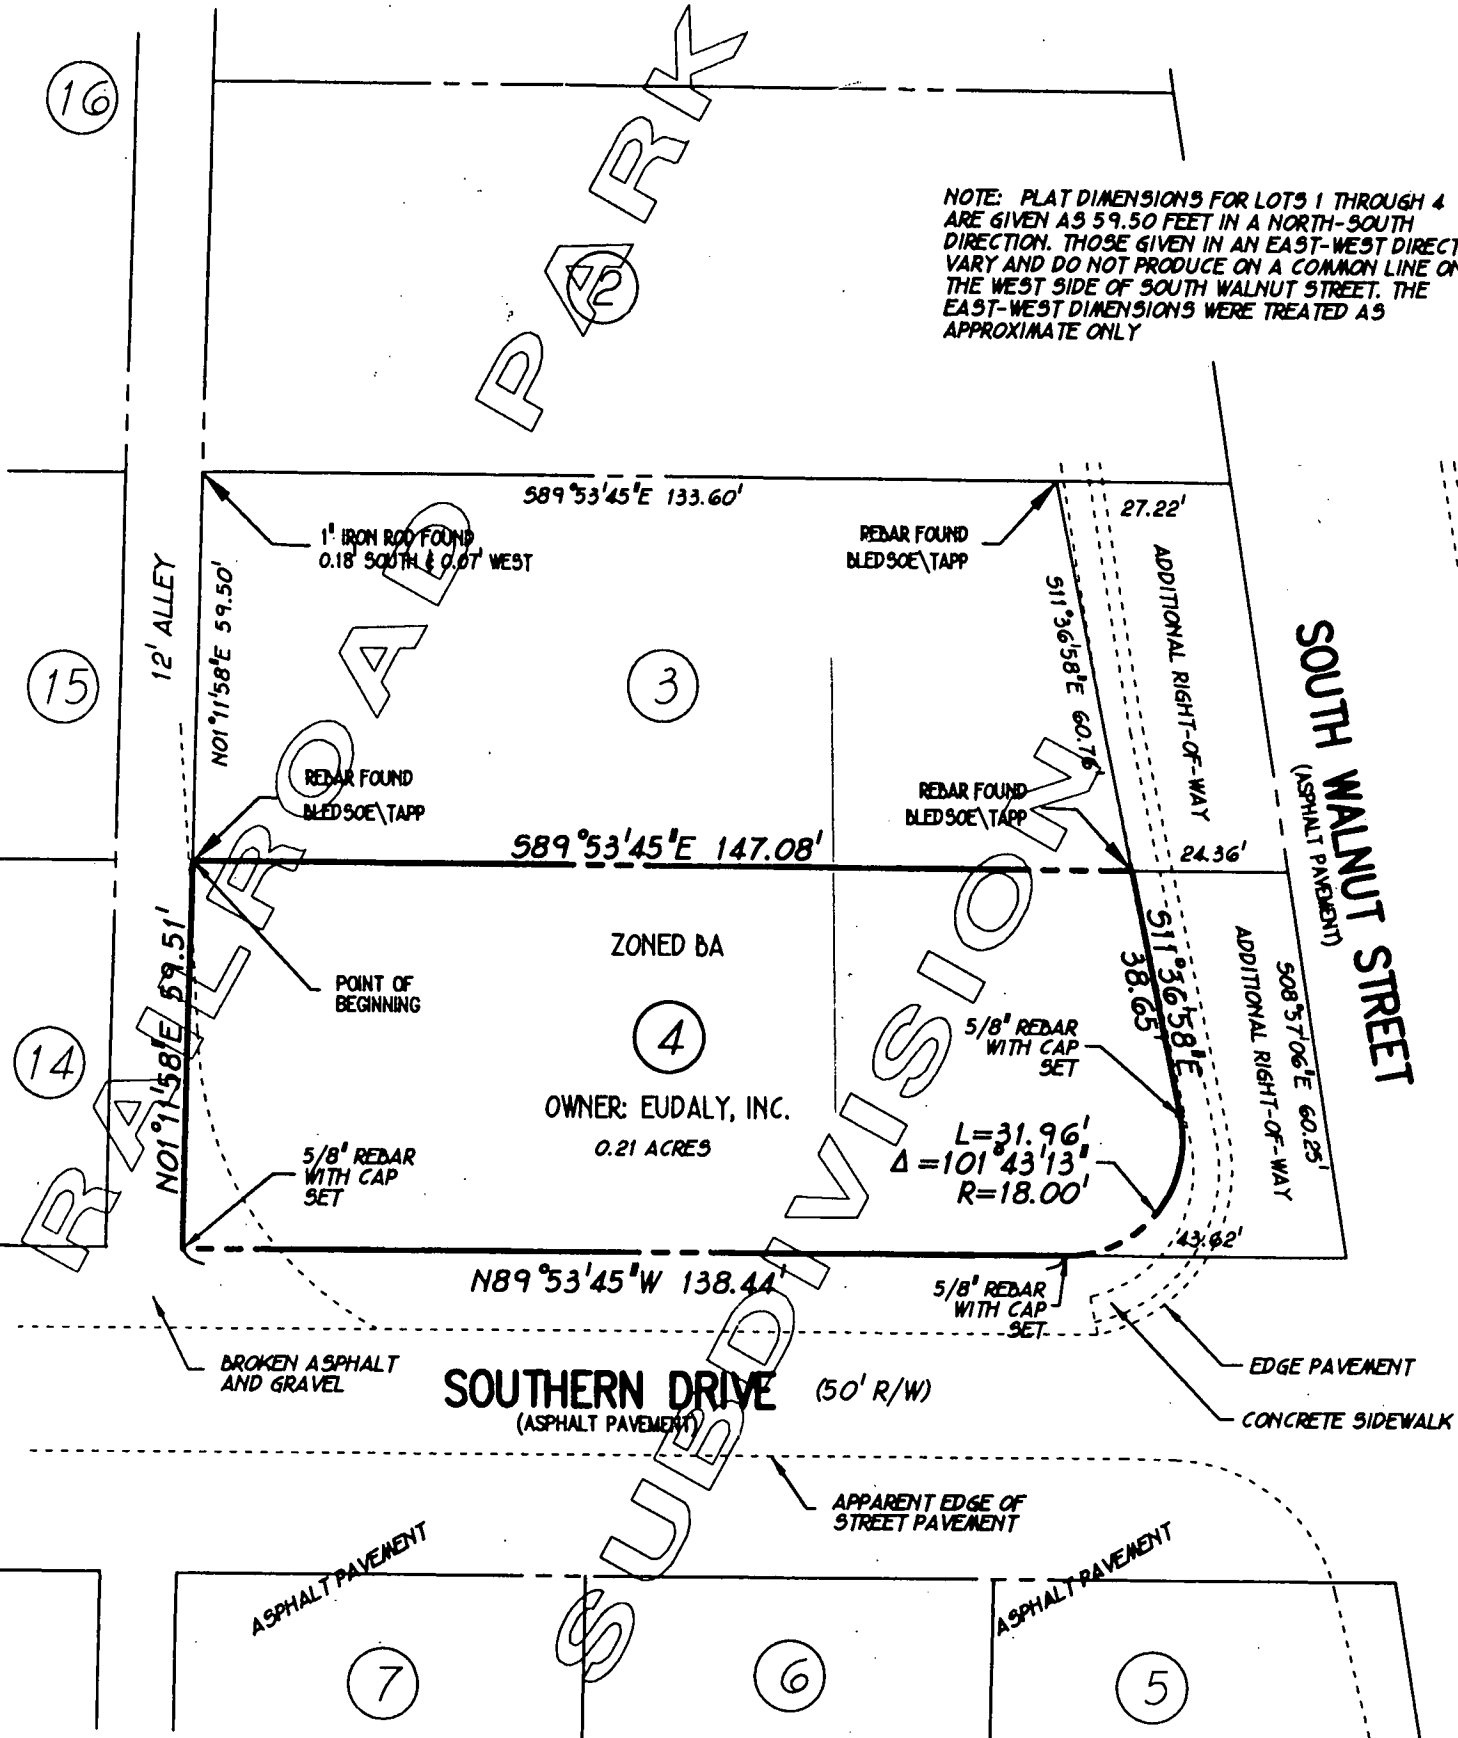 16
NOTE: PLAT DIMENSIONS FOR LOTS 1 THROUGH 4
ARE GIVEN AS 59.50 FEET IN A NORTH-SOUTH
DIRECTION. THOSE GIVEN IN AN EAST-WEST DIRECT
VARY AND DO NOT PRODUCE ON A COMMON LINE ON
THE WEST SIDE OF SOUTH WALNUT STREET. THE
EAST-WEST DIMENSIONS WERE TREATED AS
APPROXIMATE ONLY
2
RAILROAD PARK
SUBDIVISION
S89°53'45"E 133.60'
27.22'
1" IRON ROD FOUND
0.18' SOUTH & 0.07' WEST
REBAR FOUND
BLEDSOE\TAPP
12' ALLEY
N01°11'58"E 59.50'
S11°36'58"E 60.76'
ADDITIONAL RIGHT-OF-WAY
SOUTH WALNUT STREET
(ASPHALT PAVEMENT)
15
3
REBAR FOUND
BLEDSOE\TAPP
REBAR FOUND
BLEDSOE\TAPP
S89°53'45"E 147.08'
24.36'
N01°11'58"E 59.51'
ZONED BA
POINT OF
BEGINNING
S11°36'58"E
38.65'
ADDITIONAL RIGHT-OF-WAY
S08°37'06"E 60.25'
14
4
5/8" REBAR
WITH CAP
SET
OWNER: EUDALY, INC.
0.21 ACRES
L=31.96'
Δ=101°43'13"
R=18.00'
5/8" REBAR
WITH CAP
SET
43.62'
N89°53'45"W 138.44'
5/8" REBAR
WITH CAP
SET
BROKEN ASPHALT
AND GRAVEL
EDGE PAVEMENT
SOUTHERN DRIVE (50' R/W)
(ASPHALT PAVEMENT)
CONCRETE SIDEWALK
APPARENT EDGE OF
STREET PAVEMENT
ASPHALT PAVEMENT
ASPHALT PAVEMENT
7
6
5